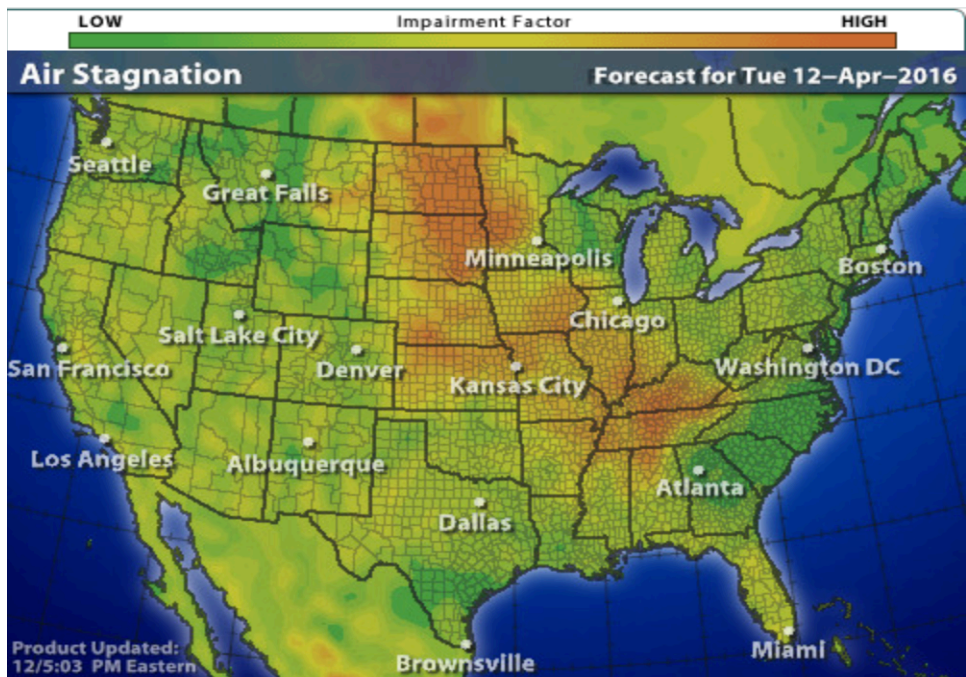 LOW Impairment Factor HIGH
Air Stagnation Forecast for Tue 12-Apr-2016
Seattle
Great Falls
Minneapolis
Boston
Chicago
Salt Lake City
San Francisco
Denver
Kansas City
Washington DC
Los Angeles
Albuquerque
Atlanta
Dallas
Product Updated:
12/5:03 PM Eastern
Brownsville
Miami